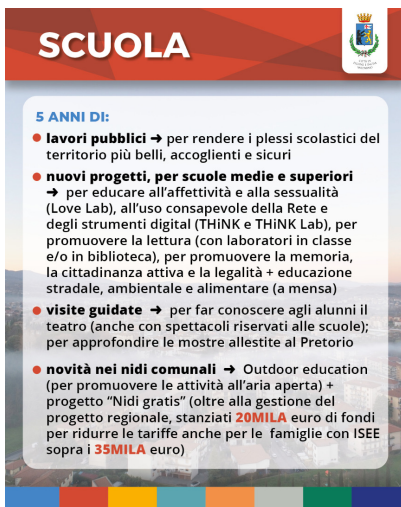 SCUOLA
5 ANNI DI:
lavori pubblici ➜ per rendere i plessi scolastici del
territorio più belli, accoglienti e sicuri
nuovi progetti, per scuole medie e superiori
➜ per educare all'affettività e alla sessualità
(Love Lab), all'uso consapevole della Rete e
degli strumenti digital (THiNK e THiNK Lab), per
promuovere la lettura (con laboratori in classe
e/o in biblioteca), per promuovere la memoria,
la cittadinanza attiva e la legalità + educazione
stradale, ambientale e alimentare (a mensa)
visite guidate ➜ per far conoscere agli alunni il
teatro (anche con spettacoli riservati alle scuole);
per approfondire le mostre allestite al Pretorio
novità nei nidi comunali ➜ Outdoor education
(per promuovere le attività all'aria aperta) +
progetto "Nidi gratis" (oltre alla gestione del
progetto regionale, stanziati 20MILA euro di fondi
per ridurre le tariffe anche per le famiglie con ISEE
sopra i 35MILA euro)